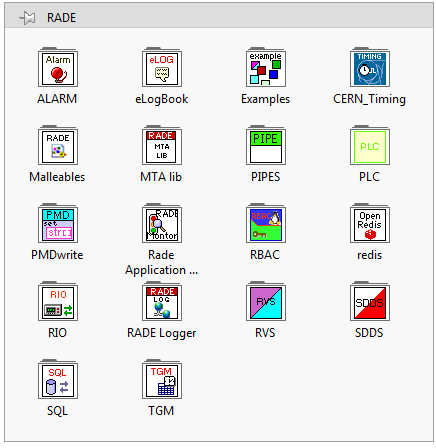 RADE
Alarm
eLOG
example
TIMING
ALARM
eLogBook
Examples
CERN_Timing
RADE
RADE
MTA
LIB
PIPE
PLC
Malleables
MTA lib
PIPES
PLC
PMD
set
strc
RADE
Monitor
RBAC
Open
Redis
PMDwrite
Rade
Application ...
RBAC
redis
RIO
RADE
LOG
RVS
SDDS
RIO
RADE Logger
RVS
SDDS
SQL
TGM
SQL
TGM